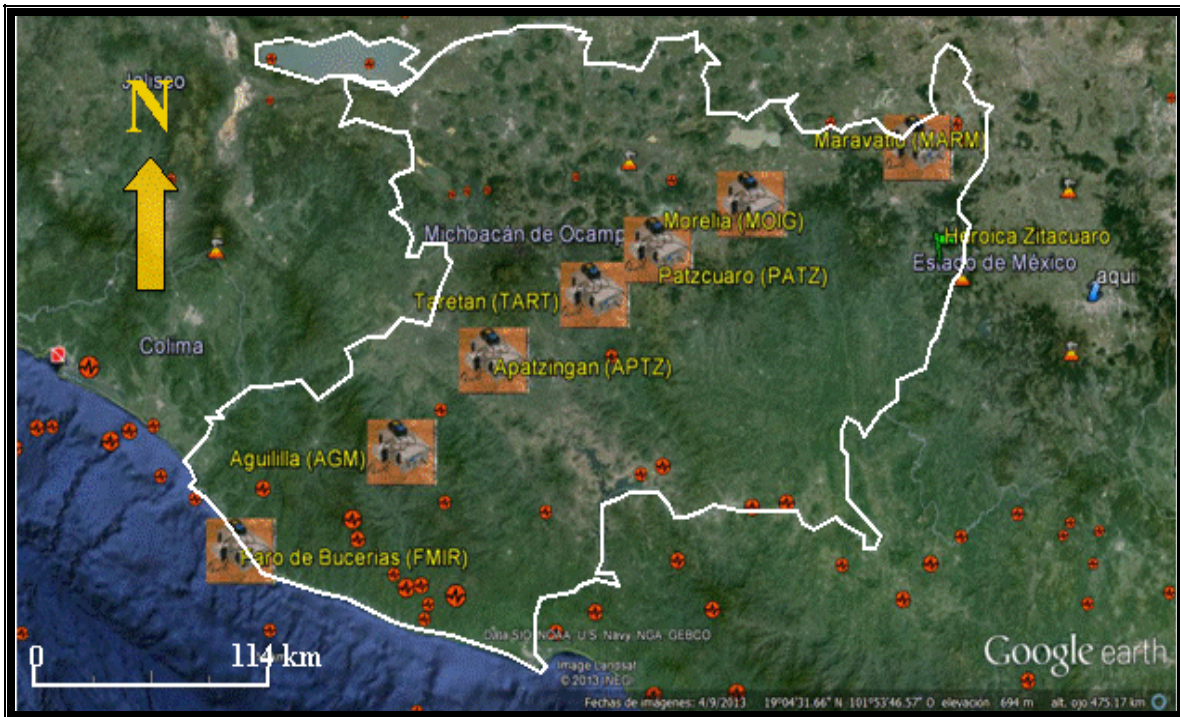 Jalisco
N
Maravatio (MARM)
Morelia (MOIG)
Michoacán de Ocamp
Heroica Zitacuaro
Estado de México
Patzcuaro (PATZ)
aqui
Taretan (TART)
Colima
Apatzingan (APTZ)
Aguililla (AGM)
Faro de Bucerias (FMIR)
Data SIO, NOAA, U.S. Navy, NGA, GEBCO
0 114 km
Google earth
Image Landsat
© 2013 INEGI
Fechas de imágenes: 4/9/2013 19°04'31.66" N 101°53'46.57" O elevación 694 m alt. ojo 475.17 km